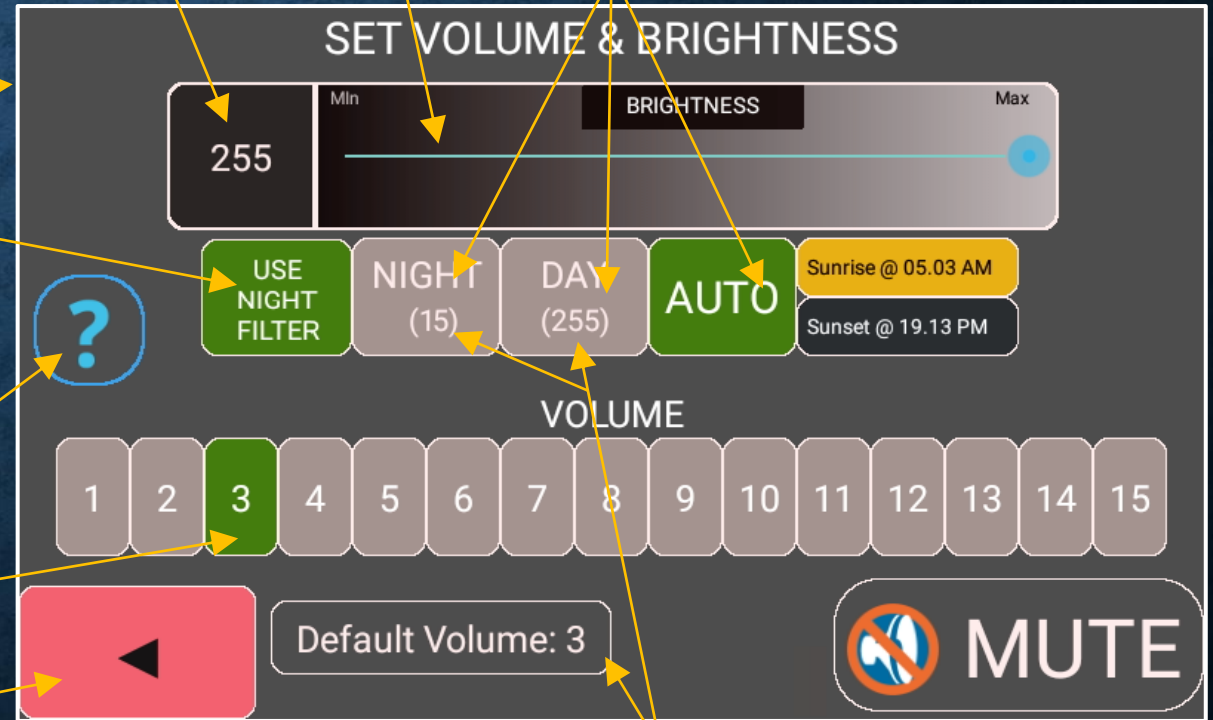 SET VOLUME & BRIGHTNESS
MIn
BRIGHTNESS
Max
255
USE
NIGHT
FILTER
NIGHT
(15)
DAY
(255)
AUTO
Sunrise @ 05.03 AM
Sunset @ 19.13 PM
?
VOLUME
1 2 3 4 5 6 7 8 9 10 11 12 13 14 15
Default Volume: 3
MUTE